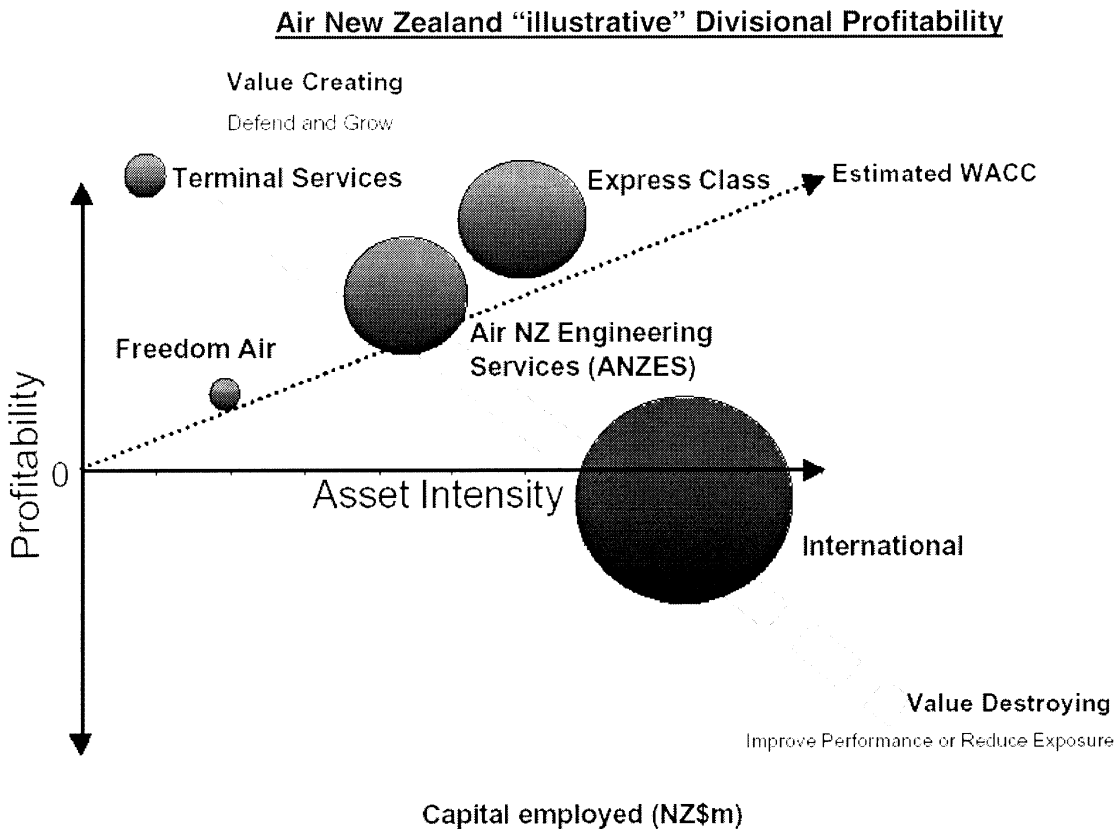 Air New Zealand “illustrative” Divisional Profitability
Value Creating
Defend and Grow
Terminal Services
Express Class
Estimated WACC
Freedom Air
Air NZ Engineering
Services (ANZES)
Profitability
0
Asset Intensity
International
Value Destroying
Improve Performance or Reduce Exposure
Capital employed (NZ$m)